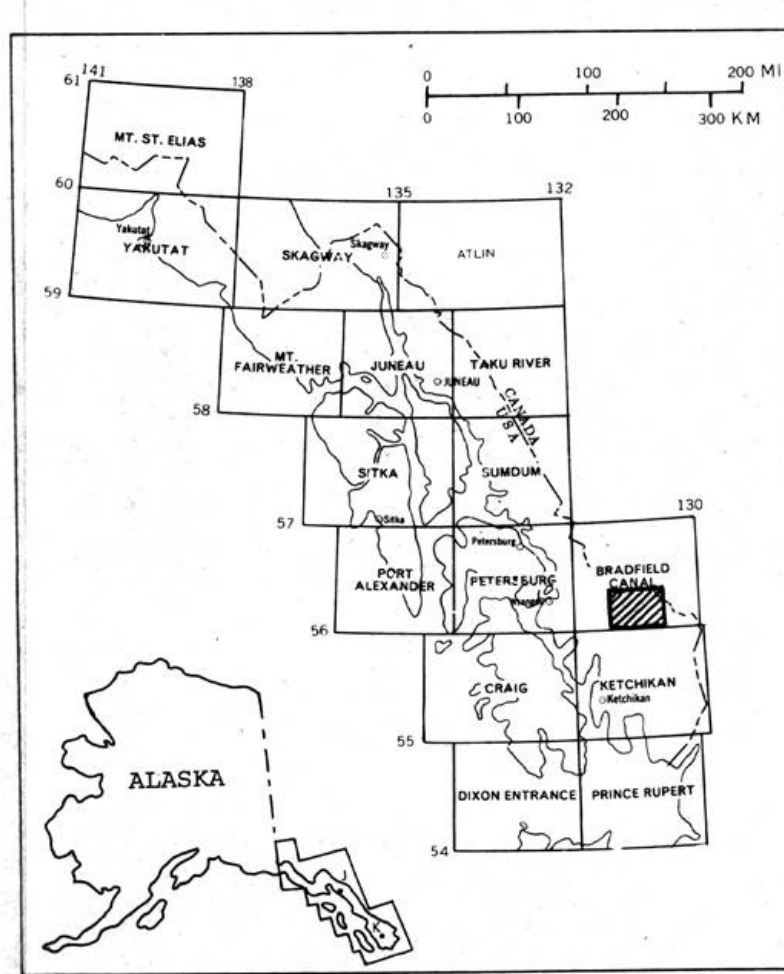 141
61
138
0 100 200 MI
0 100 200 300 KM
MT. ST. ELIAS
60
135
132
Yakutat
YAKUTAT
SKAGWAY
Skagway
ATLIN
59
MT.
FAIRWEATHER
JUNEAU
JUNEAU
TAKU RIVER
58
CANADA
USA
SITKA
SUMDUM
Sitka
57
130
Petersburg
PORT
ALEXANDER
PETERSBURG
Wrangell
BRADFIELD
CANAL
56
CRAIG
KETCHIKAN
Ketchikan
55
ALASKA
DIXON ENTRANCE
PRINCE RUPERT
54
J
K